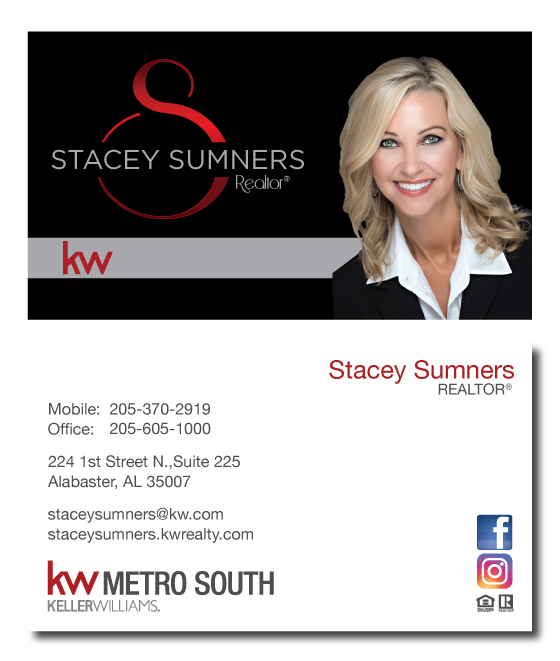 STACEY SUMNERS
Realtor®
kw
Stacey Sumners
REALTOR®
Mobile: 205-370-2919
Office: 205-605-1000
224 1st Street N.,Suite 225
Alabaster, AL 35007
staceysumners@kw.com
staceysumners.kwrealty.com
kw METRO SOUTH
KELLERWILLIAMS.